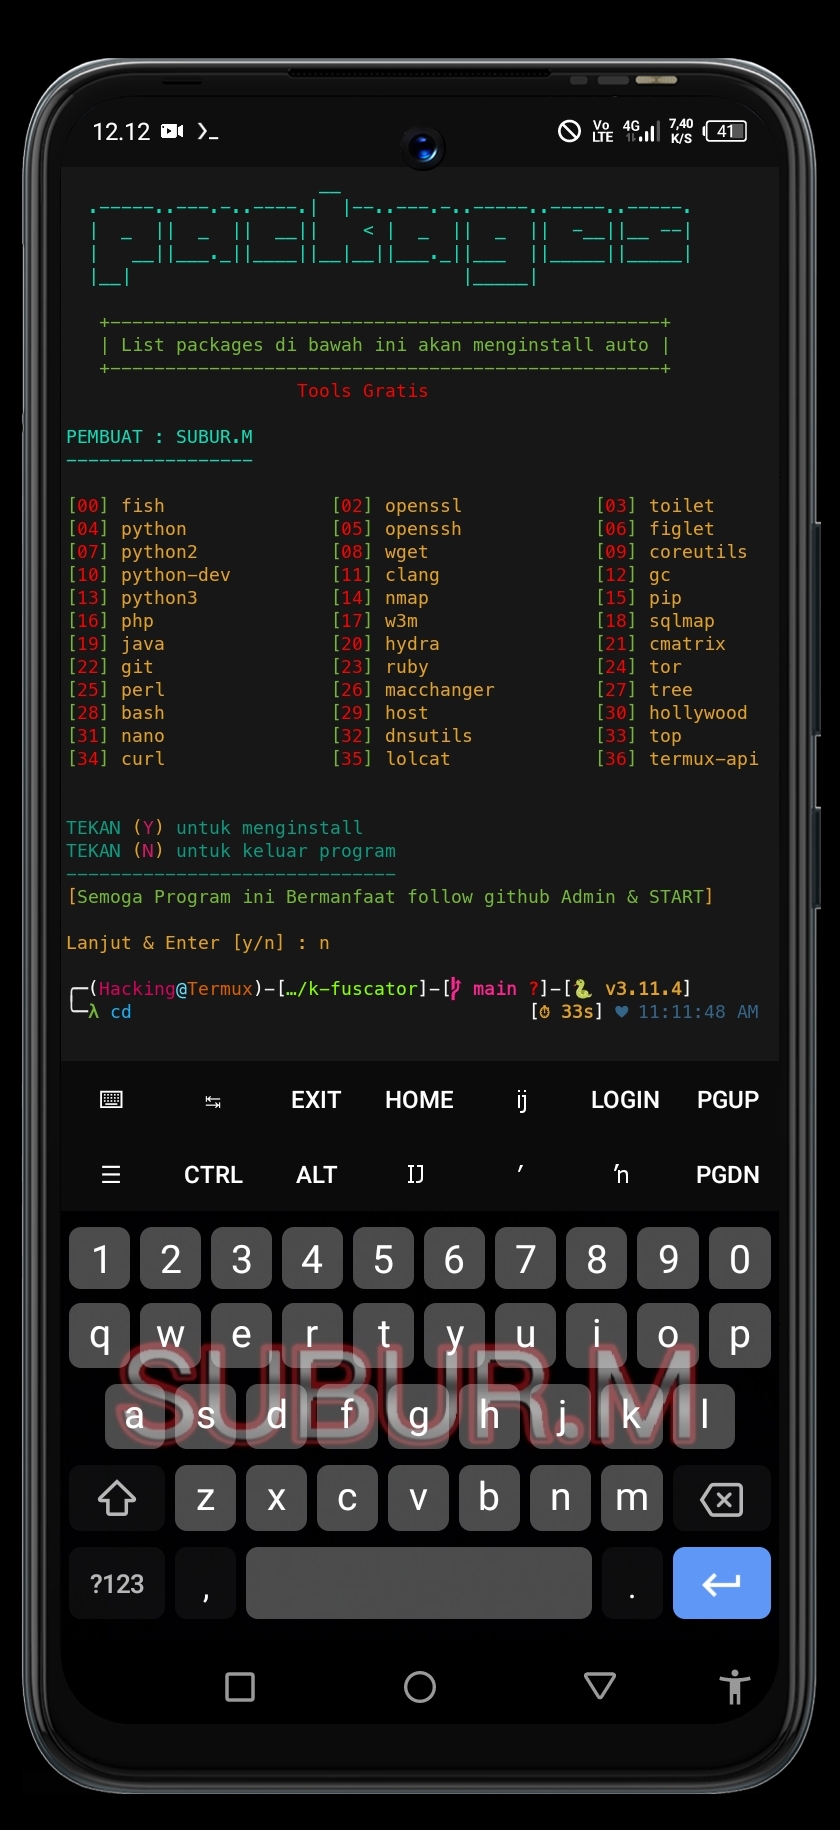 12.12 Vo LTE 4G 7,40 K/S 41
packages
List packages di bawah ini akan menginstall auto
Tools Gratis
PEMBUAT : SUBUR.M
[00] fish [02] openssl [03] toilet
[04] python [05] openssh [06] figlet
[07] python2 [08] wget [09] coreutils
[10] python-dev [11] clang [12] gc
[13] python3 [14] nmap [15] pip
[16] php [17] w3m [18] sqlmap
[19] java [20] hydra [21] cmatrix
[22] git [23] ruby [24] tor
[25] perl [26] macchanger [27] tree
[28] bash [29] host [30] hollywood
[31] nano [32] dnsutils [33] top
[34] curl [35] lolcat [36] termux-api
TEKAN (Y) untuk menginstall
TEKAN (N) untuk keluar program
[Semoga Program ini Bermanfaat follow github Admin & START]
Lanjut & Enter [y/n] : n
(Hacking@Termux)-[…/k-fuscator]-[ main ?]-[🐍 v3.11.4]
λ cd [⏱ 33s] ♥ 11:11:48 AM
EXIT HOME ij LOGIN PGUP
CTRL ALT IJ ʼ ŉ PGDN
1 2 3 4 5 6 7 8 9 0
q w e r t y u i o p
SUBUR.M
a s d f g h j k l
z x c v b n m
?123 , .